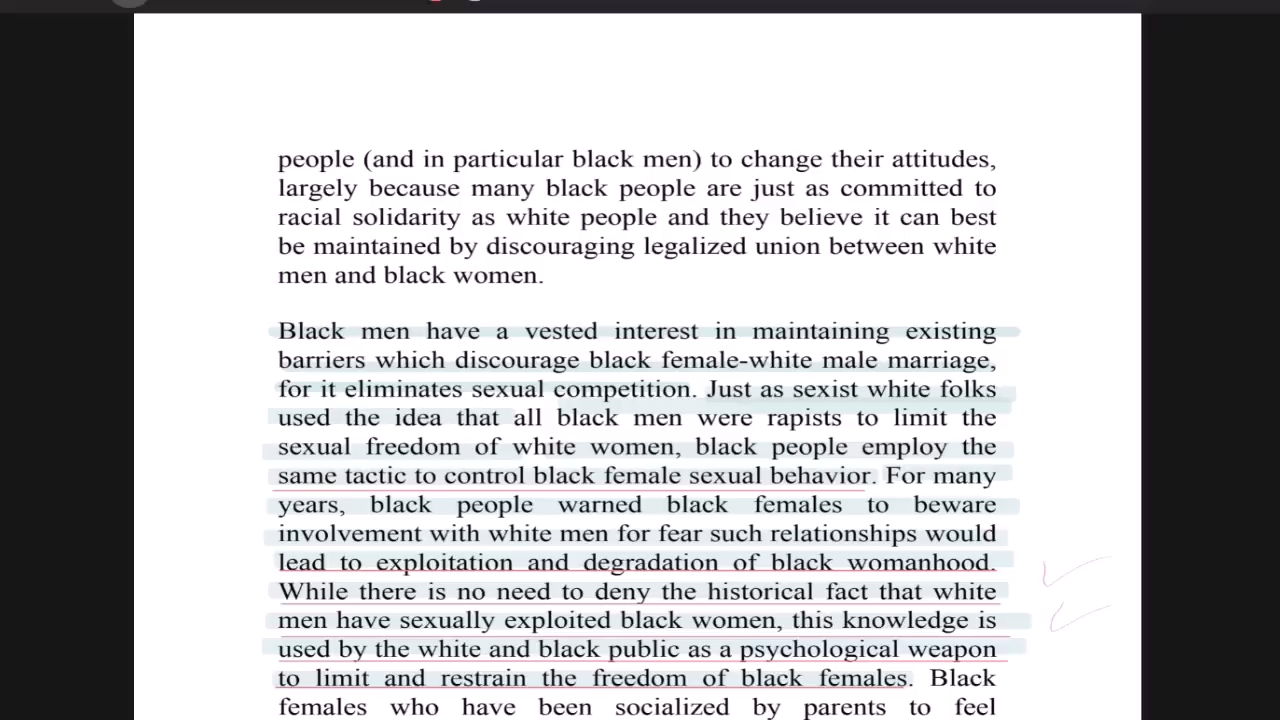 people (and in particular black men) to change their attitudes,
largely because many black people are just as committed to
racial solidarity as white people and they believe it can best
be maintained by discouraging legalized union between white
men and black women.
Black men have a vested interest in maintaining existing
barriers which discourage black female-white male marriage,
for it eliminates sexual competition. Just as sexist white folks
used the idea that all black men were rapists to limit the
sexual freedom of white women, black people employ the
same tactic to control black female sexual behavior. For many
years, black people warned black females to beware
involvement with white men for fear such relationships would
lead to exploitation and degradation of black womanhood.
While there is no need to deny the historical fact that white
men have sexually exploited black women, this knowledge is
used by the white and black public as a psychological weapon
to limit and restrain the freedom of black females. Black
females who have been socialized by parents to feel